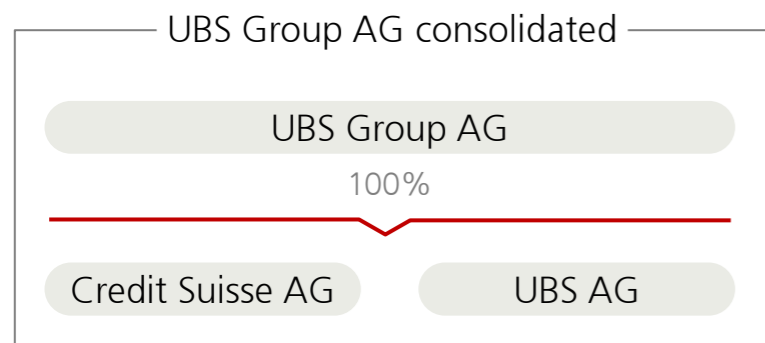 UBS Group AG consolidated
UBS Group AG
100%
Credit Suisse AG
UBS AG